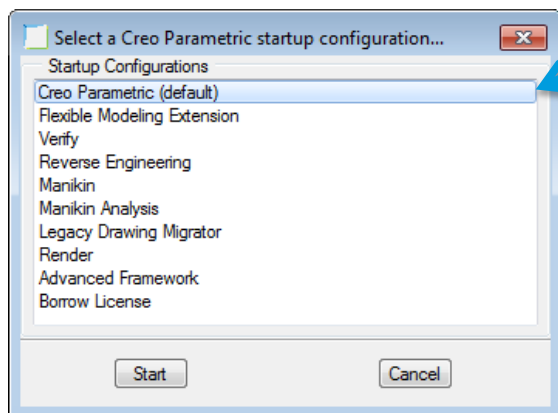 Select a Creo Parametric startup configuration...
Startup Configurations
Creo Parametric (default)
Flexible Modeling Extension
Verify
Reverse Engineering
Manikin
Manikin Analysis
Legacy Drawing Migrator
Render
Advanced Framework
Borrow License
Start Cancel